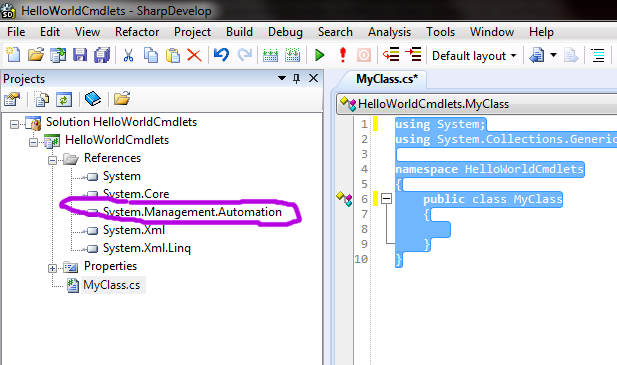 HelloWorldCmdlets - SharpDevelop
File Edit View Refactor Project Build Debug Search Analysis Tools Window Help
Default layout
Projects
MyClass.cs*
HelloWorldCmdlets.MyClass
Solution HelloWorldCmdlets
HelloWorldCmdlets
References
System
System.Core
System.Management.Automation
System.Xml
System.Xml.Linq
Properties
MyClass.cs
1 using System;
2 using System.Collections.Generic
3
4 namespace HelloWorldCmdlets
5 {
6 public class MyClass
7 {
8
9 }
10 }